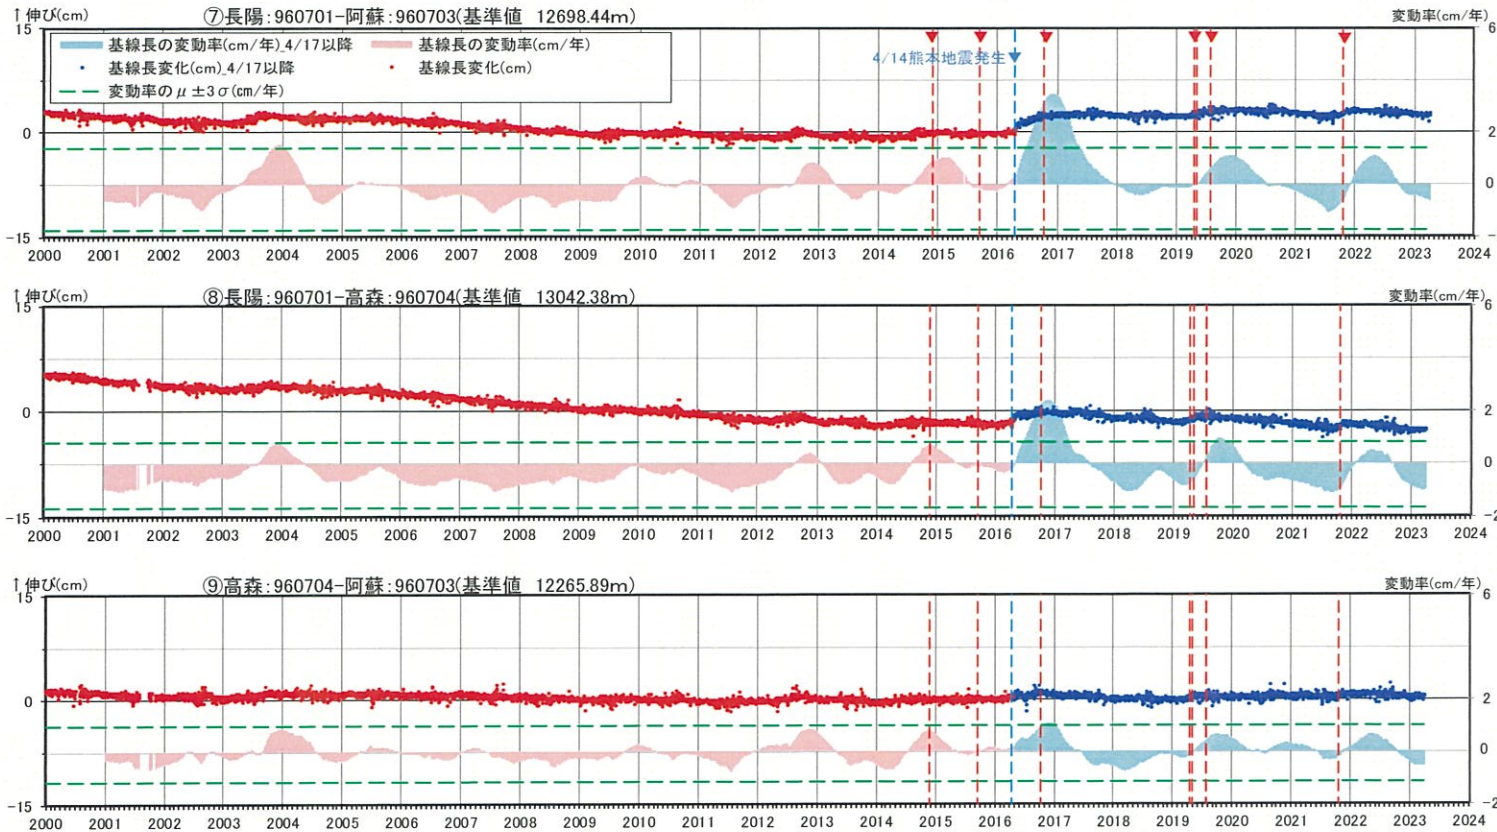 ↑伸び(cm) ⑦長陽:960701−阿蘇:960703(基準値 12698.44m) 変動率(cm/年)
15 6
基線長の変動率(cm/年)_4/17以降 基線長の変動率(cm/年)
4/14熊本地震発生
基線長変化(cm)_4/17以降 基線長変化(cm)
変動率のμ±3σ(cm/年)
0 2
0
-15 -
2000 2001 2002 2003 2004 2005 2006 2007 2008 2009 2010 2011 2012 2013 2014 2015 2016 2017 2018 2019 2020 2021 2022 2023 2024
↑伸び(cm) ⑧長陽:960701−高森:960704(基準値 13042.38m) 変動率(cm/年)
15 6
0 2
0
-15 -2
2000 2001 2002 2003 2004 2005 2006 2007 2008 2009 2010 2011 2012 2013 2014 2015 2016 2017 2018 2019 2020 2021 2022 2023 2024
↑伸び(cm) ⑨高森:960704−阿蘇:960703(基準値 12265.89m) 変動率(cm/年)
15 6
0 2
0
-15 -2
2000 2001 2002 2003 2004 2005 2006 2007 2008 2009 2010 2011 2012 2013 2014 2015 2016 2017 2018 2019 2020 2021 2022 2023 2024